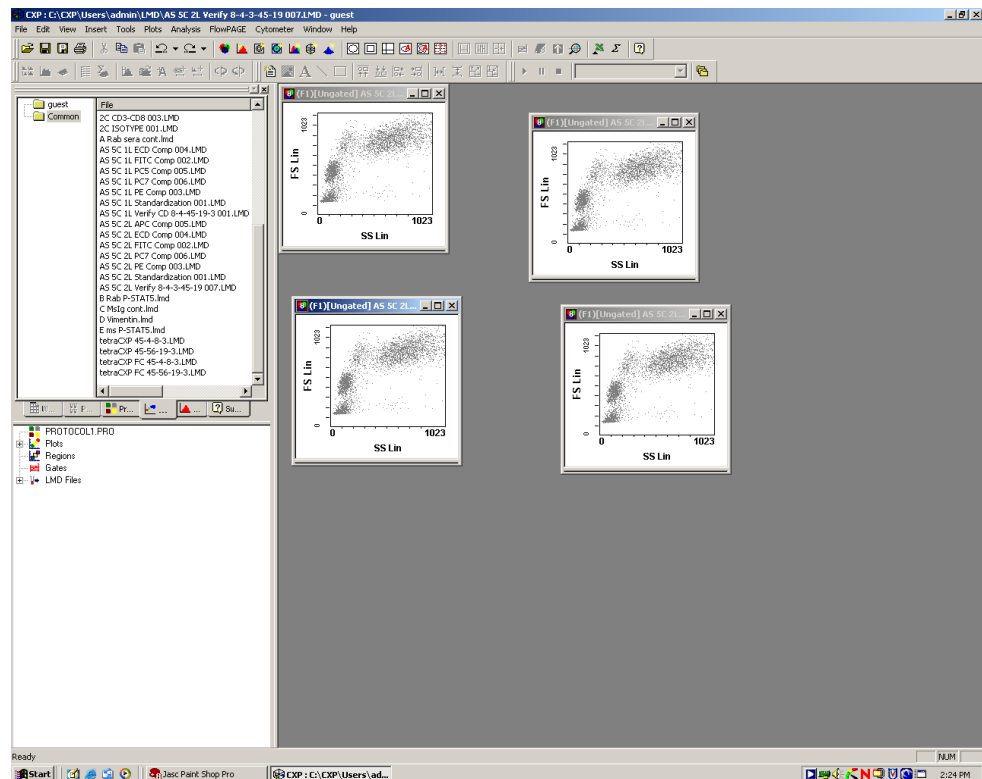 CXP : C:\CXP\Users\admin\LMD\AS 5C 2L Verify 8-4-3-45-19 007.LMD - guest
File Edit View Insert Tools Plots Analysis FlowPAGE Cytometer Window Help
guest
Common
File
2C CD3-CD8 003.LMD
2C ISOTYPE 001.LMD
A Rab sera cont.lmd
AS 5C 1L ECD Comp 004.LMD
AS 5C 1L FITC Comp 002.LMD
AS 5C 1L PC5 Comp 005.LMD
AS 5C 1L PC7 Comp 006.LMD
AS 5C 1L PE Comp 003.LMD
AS 5C 1L Standardization 001.LMD
AS 5C 1L Verify CD 8-4-45-19-3 001.LMD
AS 5C 2L APC Comp 005.LMD
AS 5C 2L ECD Comp 004.LMD
AS 5C 2L FITC Comp 002.LMD
AS 5C 2L PC7 Comp 006.LMD
AS 5C 2L PE Comp 003.LMD
AS 5C 2L Standardization 001.LMD
AS 5C 2L Verify 8-4-3-45-19 007.LMD
B Rab P-STAT5.lmd
C MsIg cont.lmd
D Vimentin.lmd
E ms P-STAT5.lmd
tetraCXP 45-4-8-3.LMD
tetraCXP 45-56-19-3.LMD
tetraCXP FC 45-4-8-3.LMD
tetraCXP FC 45-56-19-3.LMD
P... Pr... ... ... Su...
PROTOCOL1.PRO
Plots
Regions
Gates
LMD Files
(F1)[Ungated] AS 5C 2L...
1023
FS Lin
0
0 1023
SS Lin
(F1)[Ungated] AS 5C 2L...
1023
FS Lin
0
0 1023
SS Lin
(F1)[Ungated] AS 5C 2L...
1023
FS Lin
0
0 1023
SS Lin
(F1)[Ungated] AS 5C 2L...
1023
FS Lin
0
0 1023
SS Lin
Ready
NUM
Start Jasc Paint Shop Pro CXP : C:\CXP\Users\ad... 2:24 PM